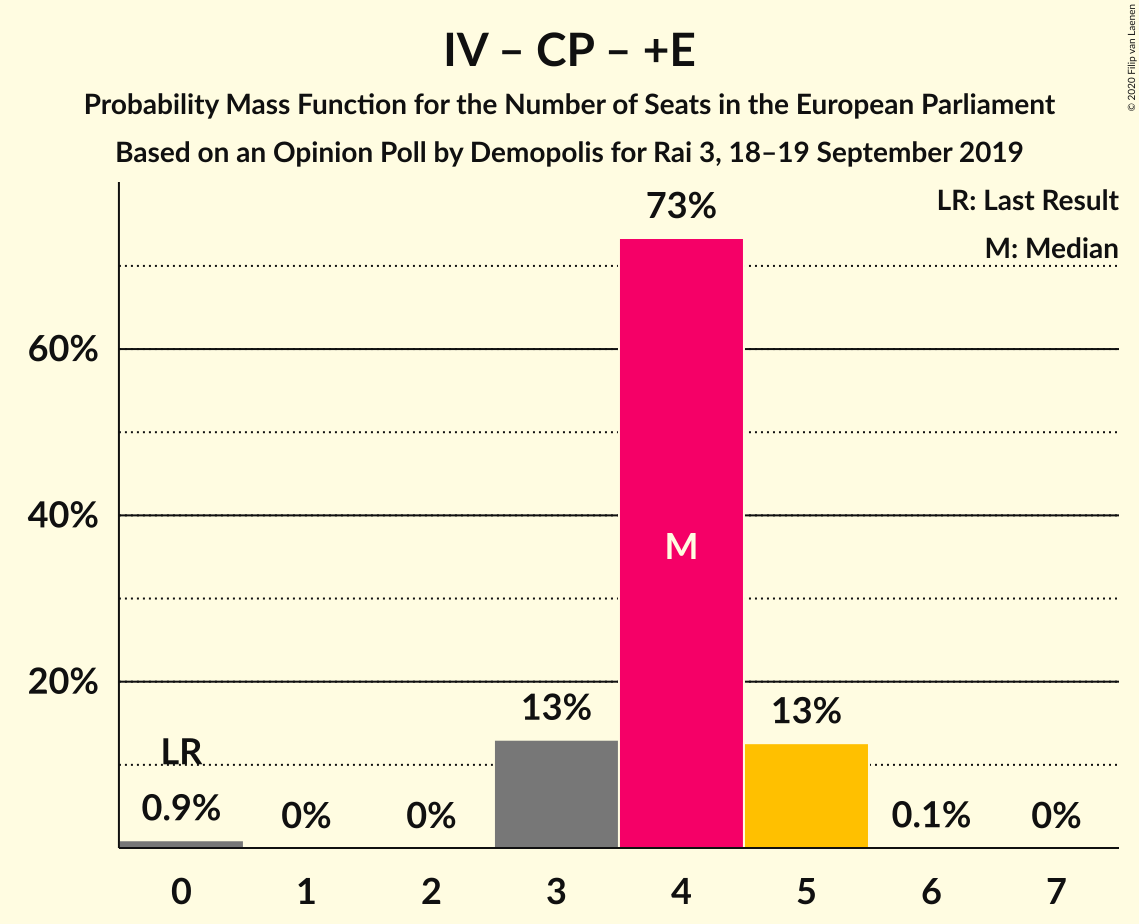 IV – CP – +E
Probability Mass Function for the Number of Seats in the European Parliament
Based on an Opinion Poll by Demopolis for Rai 3, 18–19 September 2019
© 2020 Filip van Laenen
LR: Last Result
M: Median
73%
60%
40%
M
20%
13%
13%
LR
0.9%
0%
0%
0.1%
0%
0 1 2 3 4 5 6 7